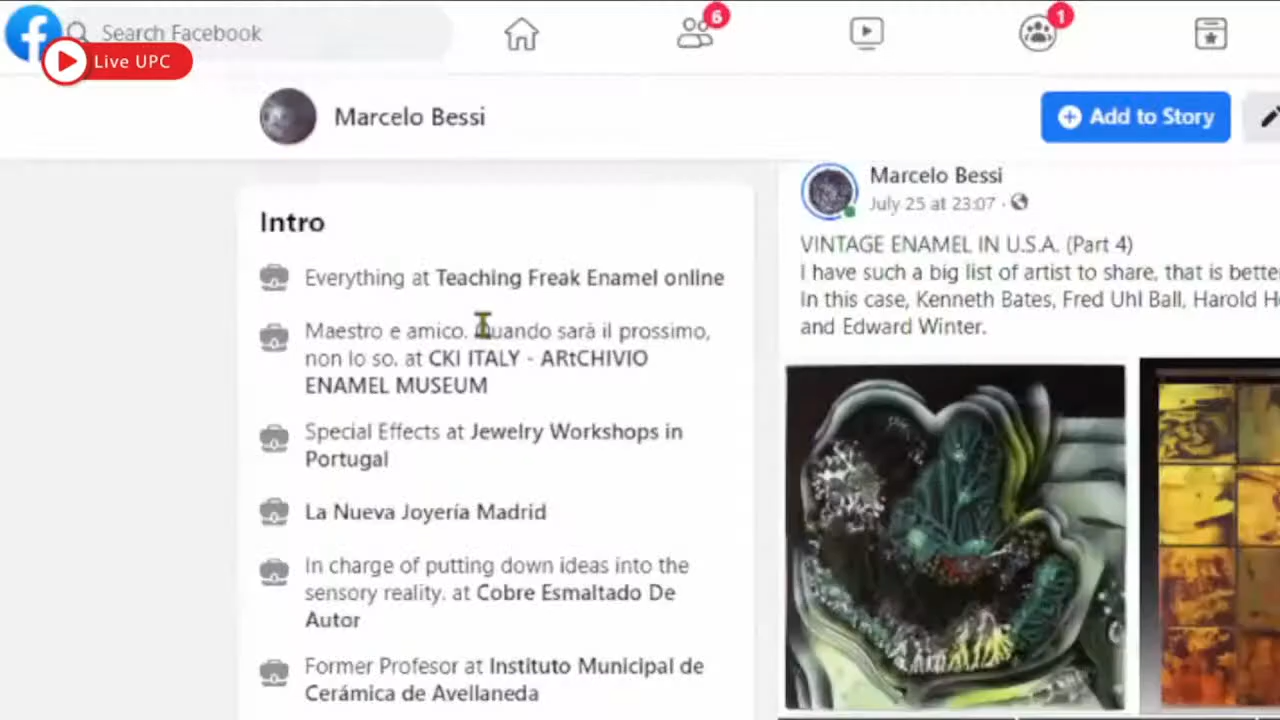 Search Facebook
6
1
Live UPC
Marcelo Bessi
Add to Story
Intro
Everything at Teaching Freak Enamel online
Maestro e amico. Quando sarà il prossimo,
non lo so. at CKI ITALY - ARtCHIVIO
ENAMEL MUSEUM
Special Effects at Jewelry Workshops in
Portugal
La Nueva Joyería Madrid
In charge of putting down ideas into the
sensory reality. at Cobre Esmaltado De
Autor
Former Profesor at Instituto Municipal de
Cerámica de Avellaneda
Marcelo Bessi
July 25 at 23:07 ·
VINTAGE ENAMEL IN U.S.A. (Part 4)
I have such a big list of artist to share, that is bette
In this case, Kenneth Bates, Fred Uhl Ball, Harold H
and Edward Winter.